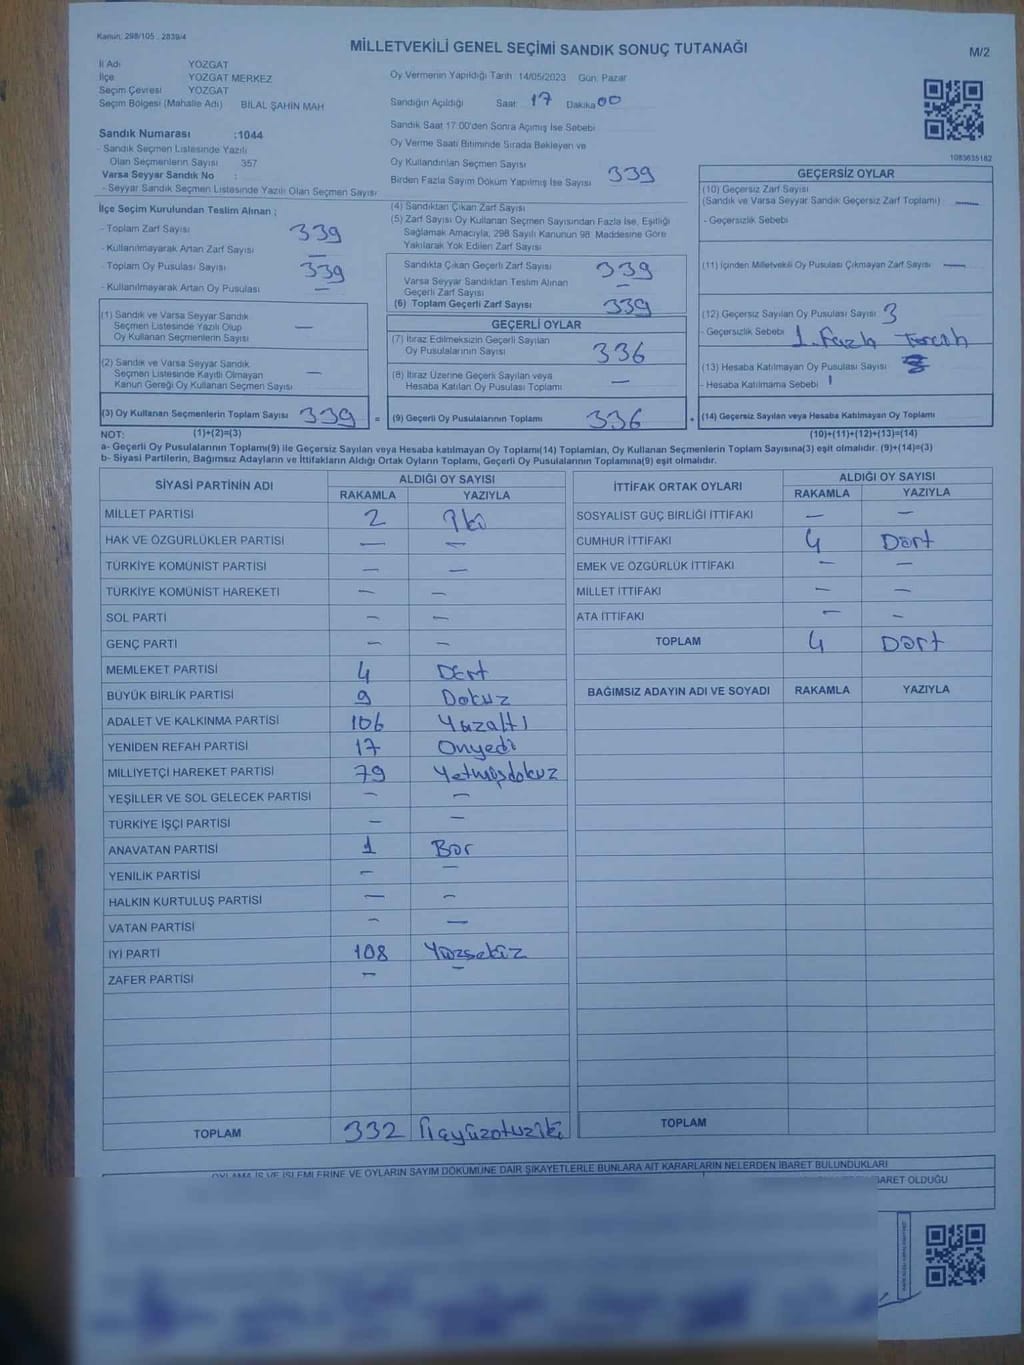 Kanun: 298/105 , 2839/4
MİLLETVEKİLİ GENEL SEÇİMİ SANDIK SONUÇ TUTANAĞI
M/2
İl Adı YOZGAT
İlçe YOZGAT MERKEZ
Seçim Çevresi YOZGAT
Seçim Bölgesi (Mahalle Adı) BİLAL ŞAHİN MAH
Sandık Numarası :1044
- Sandık Seçmen Listesinde Yazılı
Olan Seçmenlerin Sayısı 357
Varsa Seyyar Sandık No :
- Seyyar Sandık Seçmen Listesinde Yazılı Olan Seçmen Sayısı
Oy Vermenin Yapıldığı Tarih :14/05/2023 Gün: Pazar
Sandığın Açıldığı Saat: 17 Dakika 00
Sandık Saat 17:00'den Sonra Açımış İse Sebebi
Oy Verme Saati Bitiminde Sırada Bekleyen ve
Oy Kullandırılan Seçmen Sayısı 339
Birden Fazla Sayım Döküm Yapılmış İse Sayısı
1083635182
İlçe Seçim Kurulundan Teslim Alınan ;
- Toplam Zarf Sayısı 339
- Kullanılmayarak Artan Zarf Sayısı —
- Toplam Oy Pusulası Sayısı 339
- Kullanılmayarak Artan Oy Pusulası —
(4) Sandıktan Çıkan Zarf Sayısı
(5) Zarf Sayısı Oy Kullanan Seçmen Sayısından Fazla İse, Eşitliği
Sağlamak Amacıyla, 298 Sayılı Kanunun 98. Maddesine Göre
Yakılarak Yok Edilen Zarf Sayısı
Sandıkta Çıkan Geçerli Zarf Sayısı 339
Varsa Seyyar Sandıktan Teslim Alınan
Geçerli Zarf Sayısı —
(6) Toplam Geçerli Zarf Sayısı 339
GEÇERSİZ OYLAR
(10) Geçersiz Zarf Sayısı
(Sandık ve Varsa Seyyar Sandık Geçersiz Zarf Toplamı) —
- Geçersizlik Sebebi
(11) İçinden Milletvekili Oy Pusulası Çıkmayan Zarf Sayısı —
(12) Geçersiz Sayılan Oy Pusulası Sayısı 3
- Geçersizlik Sebebi 1. Fazla Tercih
(13) Hesaba Katılmayan Oy Pusulası Sayısı
- Hesaba Katılmama Sebebi
(1) Sandık ve Varsa Seyyar Sandık
Seçmen Listesinde Yazılı Olup
Oy Kullanan Seçmenlerin Sayısı —
(2) Sandık ve Varsa Seyyar Sandık
Seçmen Listesinde Kayıtlı Olmayan
Kanun Gereği Oy Kullanan Seçmen Sayısı —
GEÇERLİ OYLAR
(7) İtiraz Edilmeksizin Geçerli Sayılan
Oy Pusulalarının Sayısı 336
(8) İtiraz Üzerine Geçerli Sayılan veya
Hesaba Katılan Oy Pusulası Toplamı —
(3) Oy Kullanan Seçmenlerin Toplam Sayısı 339 = (9) Geçerli Oy Pusulalarının Toplamı 336 + (14) Geçersiz Sayılan veya Hesaba Katılmayan Oy Toplamı
NOT: (1)+(2)=(3) (10)+(11)+(12)+(13)=(14)
a- Geçerli Oy Pusulalarının Toplamı(9) ile Geçersiz Sayılan veya Hesaba katılmayan Oy Toplamı(14) Toplamları, Oy Kullanan Seçmenlerin Toplam Sayısına(3) eşit olmalıdır. (9)+(14)=(3)
b- Siyasi Partilerin, Bağımsız Adayların ve İttifakların Aldığı Ortak Oyların Toplamı, Geçerli Oy Pusulalarının Toplamına(9) eşit olmalıdır.
SİYASİ PARTİNİN ADI ALDIĞI OY SAYISI
RAKAMLA YAZIYLA
MİLLET PARTİSİ 2 İki
HAK VE ÖZGÜRLÜKLER PARTİSİ — —
TÜRKİYE KOMÜNİST PARTİSİ — —
TÜRKİYE KOMÜNİST HAREKETİ — —
SOL PARTİ — —
GENÇ PARTİ — —
MEMLEKET PARTİSİ 4 Dört
BÜYÜK BİRLİK PARTİSİ 9 Dokuz
ADALET VE KALKINMA PARTİSİ 106 Yüzaltı
YENİDEN REFAH PARTİSİ 17 Onyedi
MİLLİYETÇİ HAREKET PARTİSİ 79 Yetmişdokuz
YEŞİLLER VE SOL GELECEK PARTİSİ — —
TÜRKİYE İŞÇİ PARTİSİ — —
ANAVATAN PARTİSİ 1 Bir
YENİLİK PARTİSİ — —
HALKIN KURTULUŞ PARTİSİ — —
VATAN PARTİSİ — —
İYİ PARTİ 108 Yüzsekiz
ZAFER PARTİSİ — —
TOPLAM 332 Üçyüzotuziki
İTTİFAK ORTAK OYLARI ALDIĞI OY SAYISI
RAKAMLA YAZIYLA
SOSYALİST GÜÇ BİRLİĞİ İTTİFAKI — —
CUMHUR İTTİFAKI 4 Dört
EMEK VE ÖZGÜRLÜK İTTİFAKI — —
MİLLET İTTİFAKI — —
ATA İTTİFAKI — —
TOPLAM 4 Dört
BAĞIMSIZ ADAYIN ADI VE SOYADI RAKAMLA YAZIYLA
TOPLAM
OYLAMA İŞ VE İŞLEMLERİNE VE OYLARIN SAYIM DÖKÜMÜNE DAİR ŞİKAYETLERLE BUNLARA AİT KARARLARIN NELERDEN İBARET BULUNDUKLARI
İBARET OLDUĞU